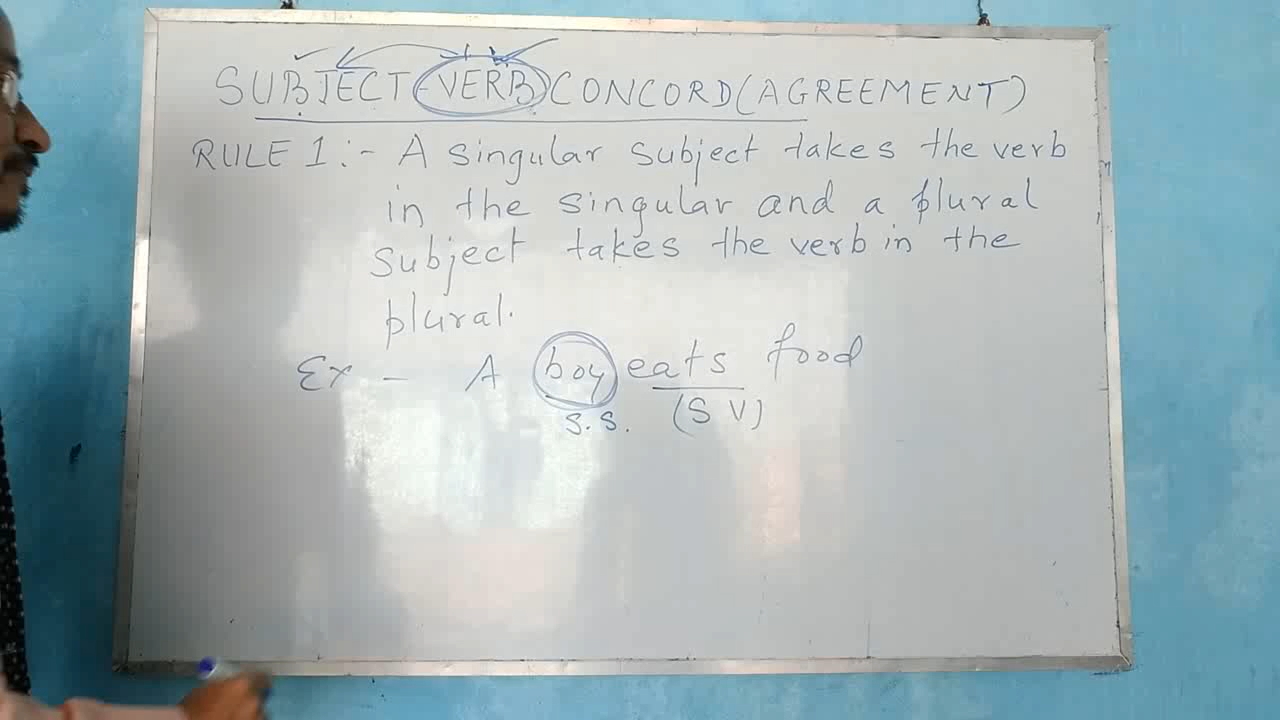 SUBJECT-VERB CONCORD (AGREEMENT)
RULE 1:- A singular subject takes the verb
in the singular and a plural
subject takes the verb in the
plural.
Ex - A boy eats food
S.S. (S V)